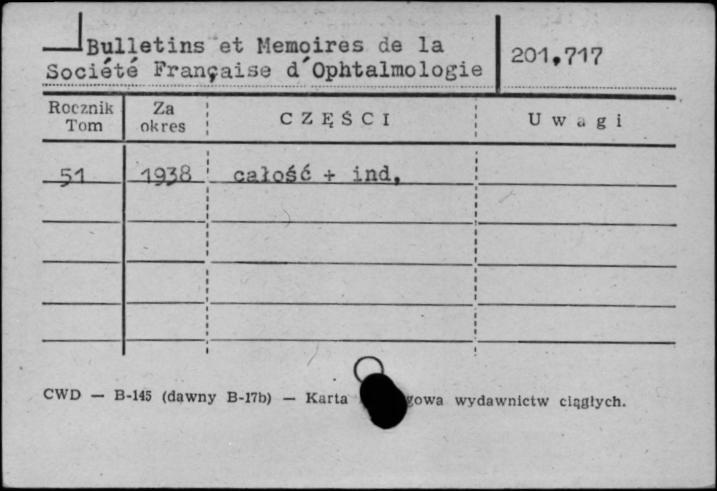 Bulletins et Memoires de la
Société Française d'Ophtalmologie
201,717
Rocznik Tom
Za okres
CZĘŚCI
Uwagi
51 1938 całość + ind,
CWD — B-145 (dawny B-17b) — Karta gowa wydawnictw ciągłych.